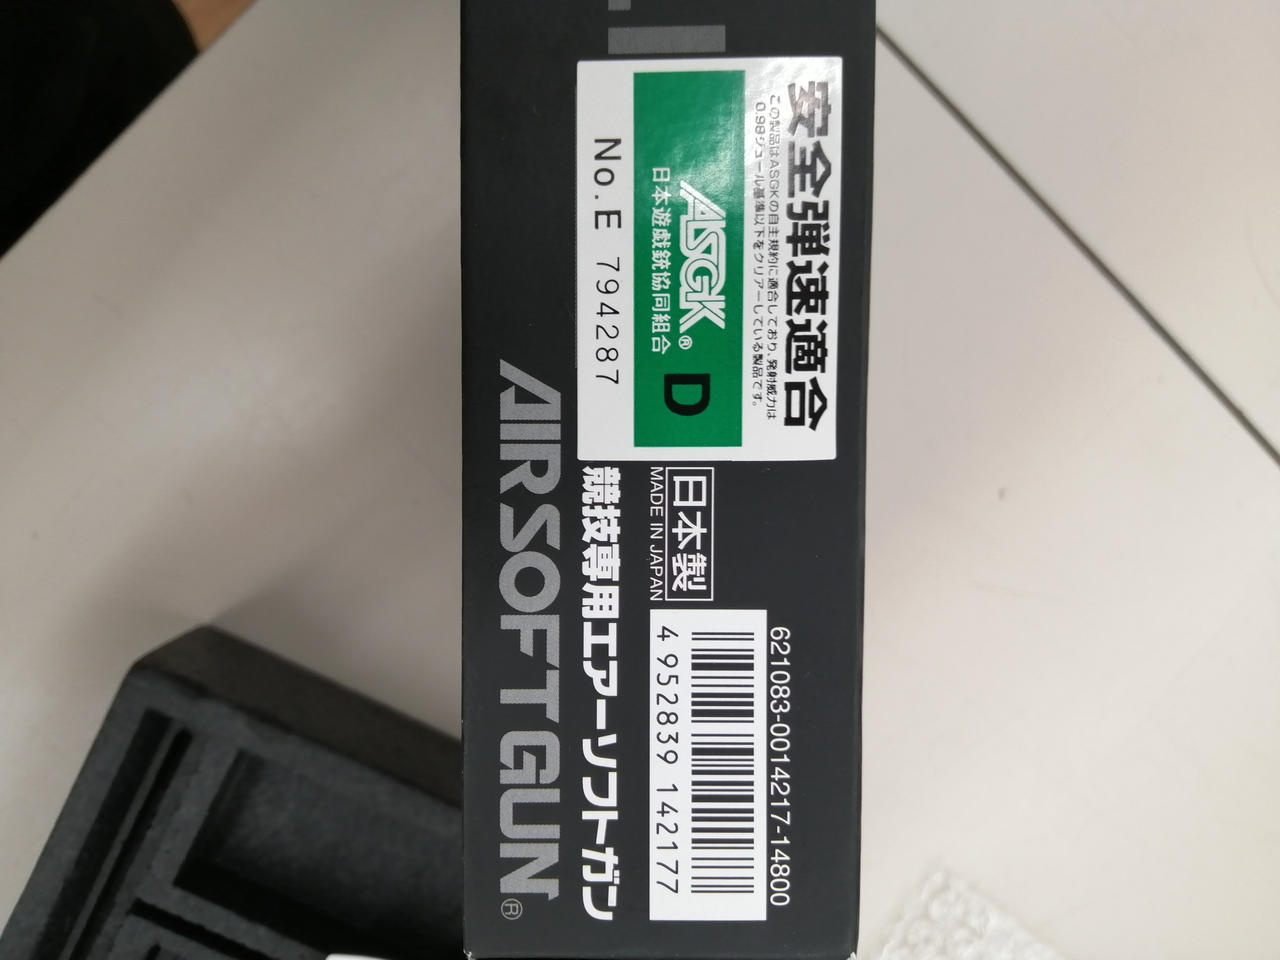 安全弾速適合
この製品はASGKの自主規約に適合しており、発射威力は
0.98ジュール基準以下をクリアーしている製品です。
ASGK® D
日本遊戯銃協同組合
No.E 794287
日本製
MADE IN JAPAN
競技専用エアーソフトガン
AIRSOFT GUN®
621083-0014217-14800
4 952839 142177